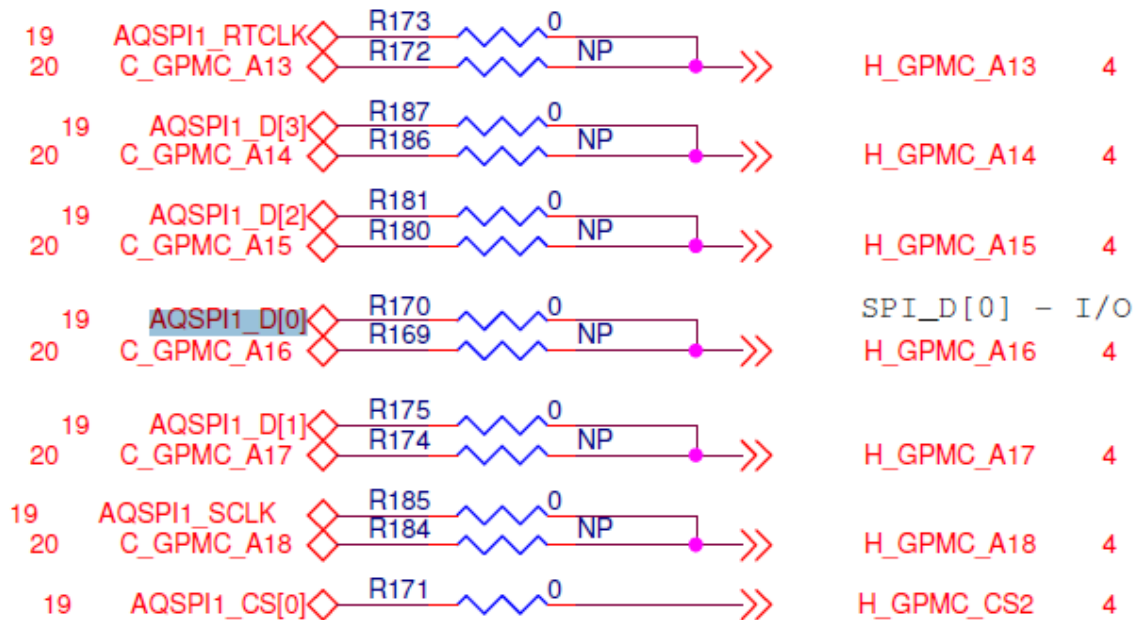 19 AQSPI1_RTCLK R173 0
20 C_GPMC_A13 R172 NP H_GPMC_A13 4
19 AQSPI1_D[3] R187 0
20 C_GPMC_A14 R186 NP H_GPMC_A14 4
19 AQSPI1_D[2] R181 0
20 C_GPMC_A15 R180 NP H_GPMC_A15 4
19 AQSPI1_D[0] R170 0 SPI_D[0] – I/O
20 C_GPMC_A16 R169 NP H_GPMC_A16 4
19 AQSPI1_D[1] R175 0
20 C_GPMC_A17 R174 NP H_GPMC_A17 4
19 AQSPI1_SCLK R185 0
20 C_GPMC_A18 R184 NP H_GPMC_A18 4
19 AQSPI1_CS[0] R171 0 H_GPMC_CS2 4